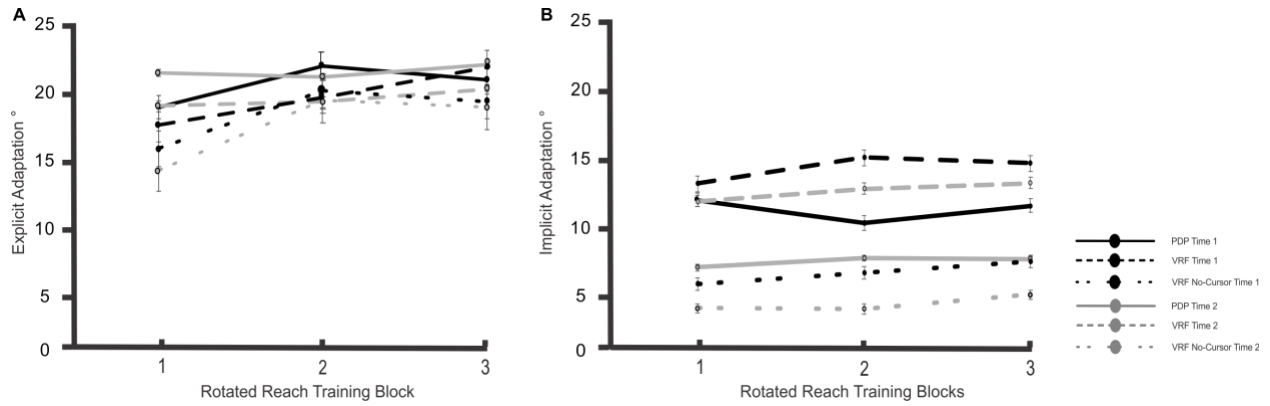 A
25
20
15
10
5
0
1
2
3
Explicit Adaptation °
Rotated Reach Training Block
B
25
20
15
10
5
0
1
2
3
Implicit Adaptation °
Rotated Reach Training Blocks
PDP Time 1
VRF Time 1
VRF No-Cursor Time 1
PDP Time 2
VRF Time 2
VRF No-Cursor Time 2